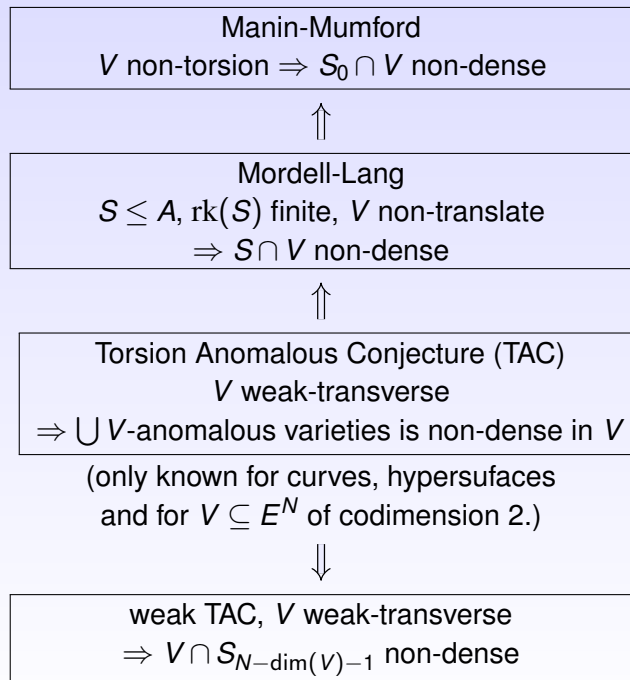 Manin-Mumford
V non-torsion ⇒ S₀ ∩ V non-dense
⇑
Mordell-Lang
S ≤ A, rk(S) finite, V non-translate
⇒ S ∩ V non-dense
⇑
Torsion Anomalous Conjecture (TAC)
V weak-transverse
⇒ ⋃ V-anomalous varieties is non-dense in V
(only known for curves, hypersufaces
and for V ⊆ Eᴺ of codimension 2.)
⇓
weak TAC, V weak-transverse
⇒ V ∩ S_{N−dim(V)−1} non-dense